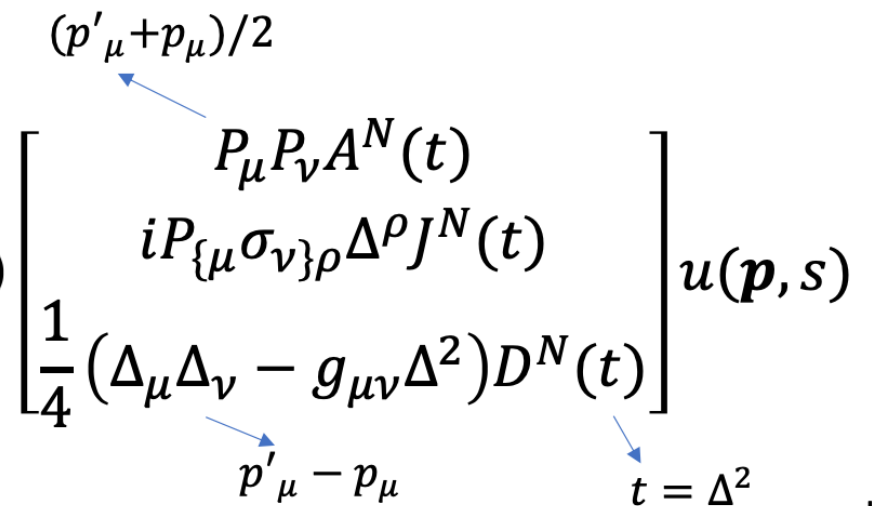 (p′_μ+p_μ)/2
P_μP_νA^N(t)
iP_{μσ_ν}ρΔ^ρJ^N(t)
) u(p,s)
1/4 (Δ_μΔ_ν − g_μνΔ²)D^N(t)
p′_μ − p_μ
t = Δ²
.